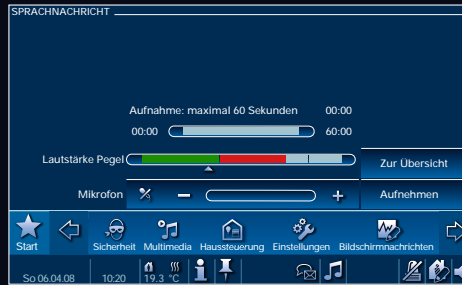 SPRACHNACHRICHT
Aufnahme: maximal 60 Sekunden 00:00
00:00 60:00
Lautstärke Pegel Zur Übersicht
Mikrofon − + Aufnehmen
Start Sicherheit Multimedia Haussteuerung Einstellungen Bildschirmnachrichten
So 06.04.08 10:20 19.3 °C